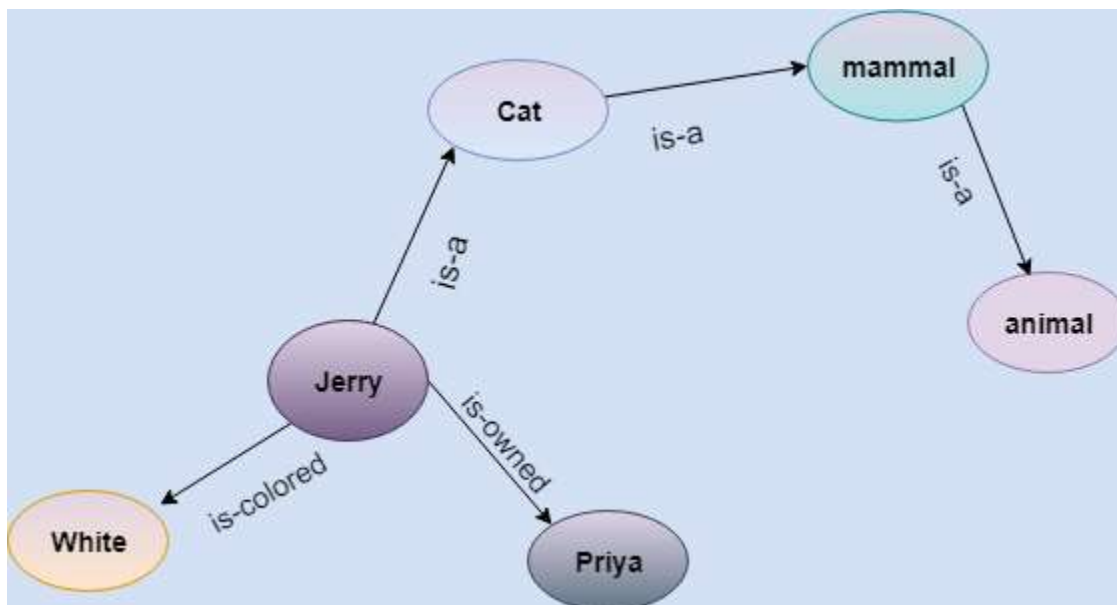 mammal
Cat
is-a
is-a
is-a
animal
Jerry
is-owned
is-colored
White
Priya